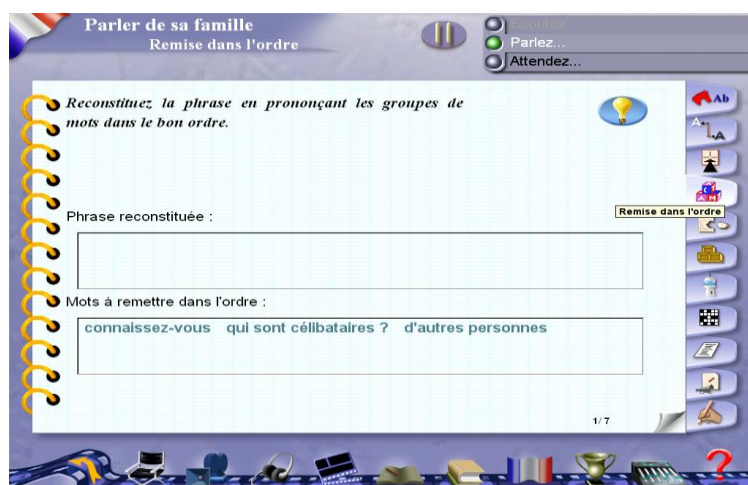 Parler de sa famille
Remise dans l'ordre
Ecoutez
Parlez...
Attendez...
Reconstituez la phrase en prononçant les groupes de
mots dans le bon ordre.
Ab
A
A
C
A M
Remise dans l'ordre
Phrase reconstituée :
Mots à remettre dans l'ordre :
connaissez-vous qui sont célibataires ? d'autres personnes
1/7
?